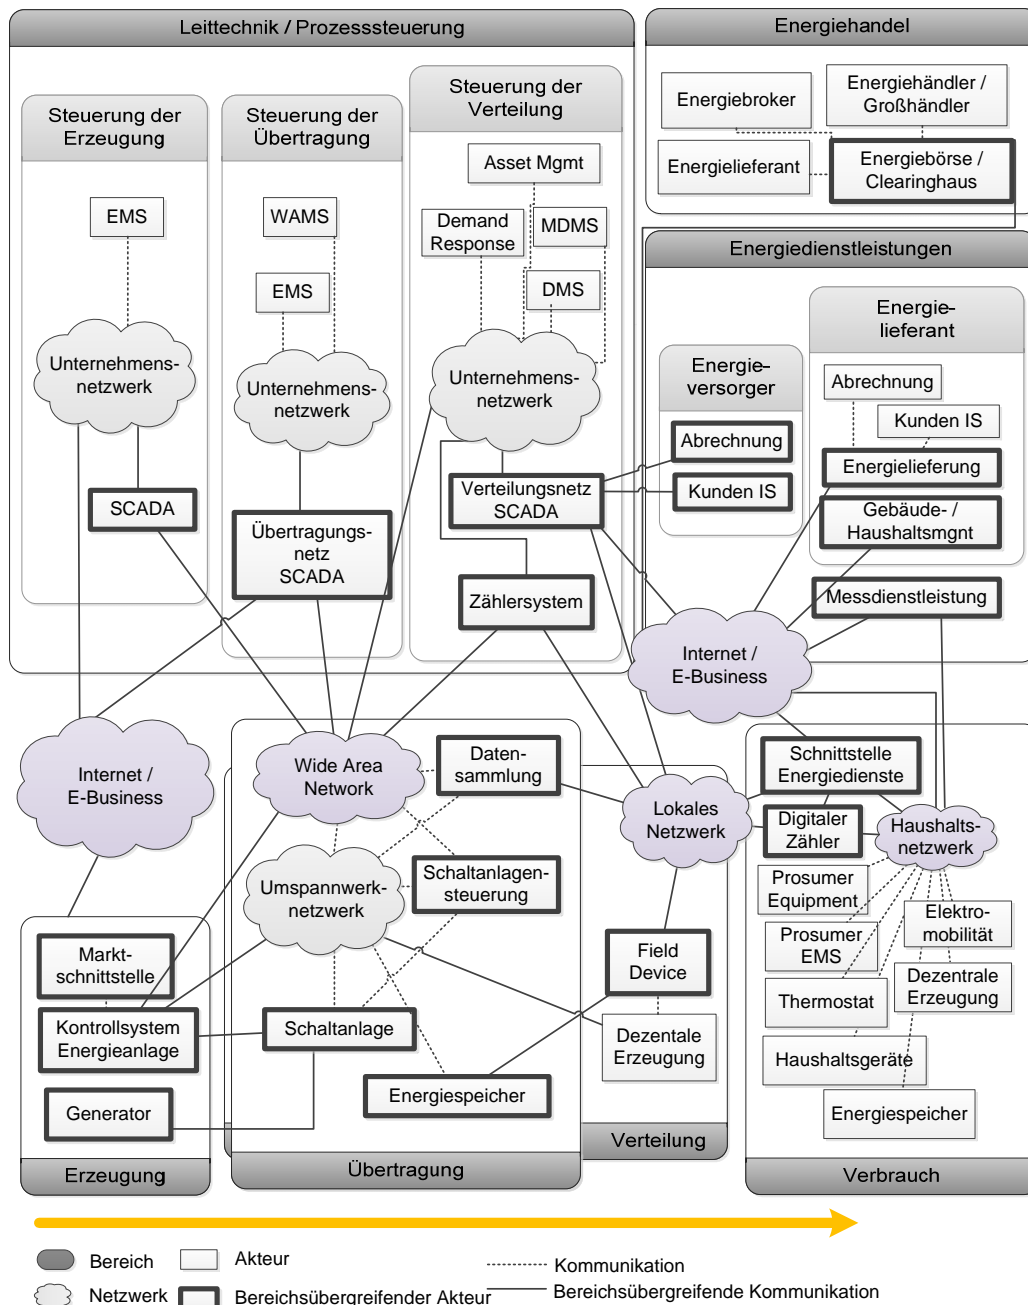 Leittechnik / Prozesssteuerung
Steuerung der
Erzeugung
EMS
Unternehmens-
netzwerk
SCADA
Steuerung der
Übertragung
WAMS
EMS
Unternehmens-
netzwerk
Übertragungs-
netz
SCADA
Steuerung der
Verteilung
Asset Mgmt
Demand
Response
MDMS
DMS
Unternehmens-
netzwerk
Verteilungsnetz
SCADA
Zählersystem
Energiehandel
Energiebroker
Energiehändler /
Großhändler
Energielieferant
Energiebörse /
Clearinghaus
Energiedienstleistungen
Energie-
versorger
Abrechnung
Kunden IS
Energie-
lieferant
Abrechnung
Kunden IS
Energielieferung
Gebäude- /
Haushaltsmgnt
Messdienstleistung
Internet /
E-Business
Internet /
E-Business
Wide Area
Network
Daten-
sammlung
Umspannwerk-
netzwerk
Schaltanlagen-
steuerung
Schaltanlage
Energiespeicher
Übertragung
Lokales
Netzwerk
Field
Device
Dezentale
Erzeugung
Verteilung
Markt-
schnittstelle
Kontrollsystem
Energieanlage
Generator
Erzeugung
Schnittstelle
Energiedienste
Digitaler
Zähler
Haushalts-
netzwerk
Prosumer
Equipment
Prosumer
EMS
Thermostat
Haushaltsgeräte
Energiespeicher
Elektro-
mobilität
Dezentrale
Erzeugung
Verbrauch
Bereich
Akteur
Kommunikation
Netzwerk
Bereichsübergreifender Akteur
Bereichsübergreifende Kommunikation